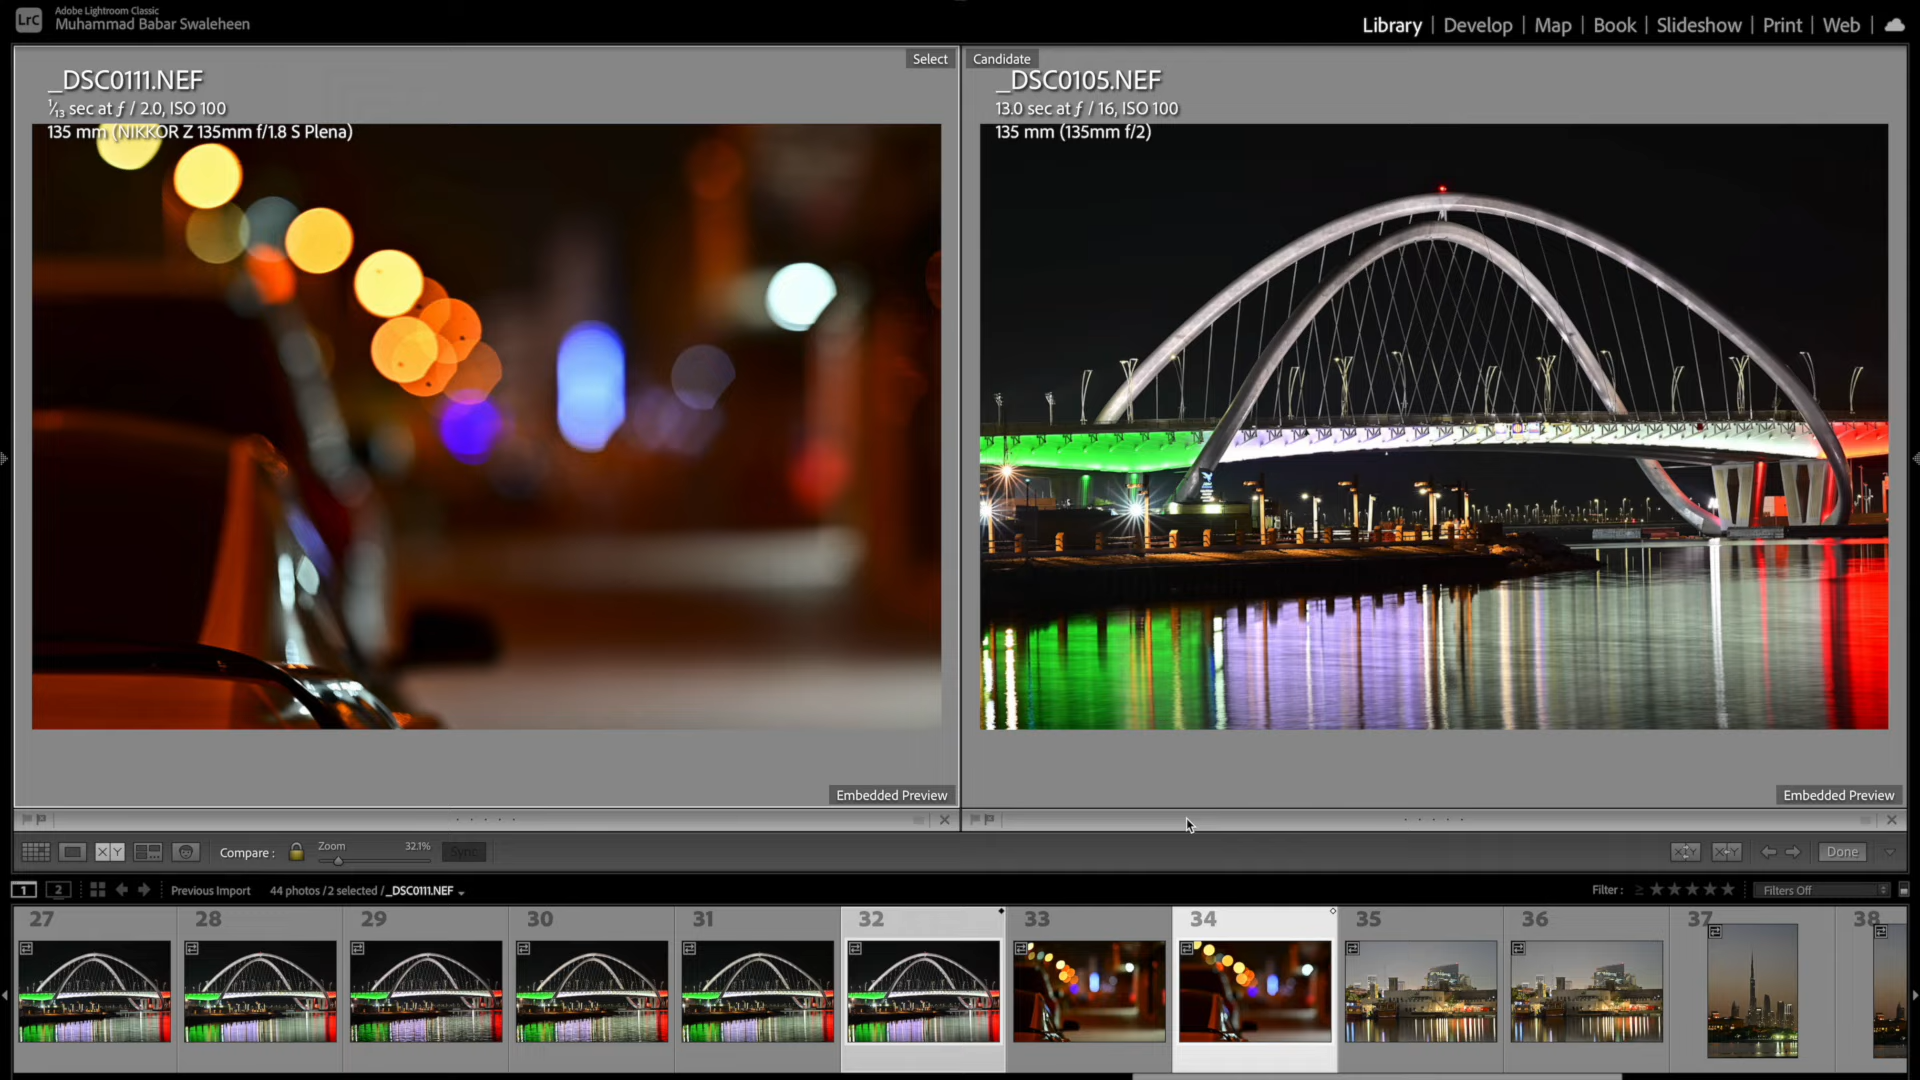 LrC
Adobe Lightroom Classic
Muhammad Babar Swaleheen
Library | Develop | Map | Book | Slideshow | Print | Web |
Select
_DSC0111.NEF
1/13 sec at ƒ / 2.0, ISO 100
135 mm (NIKKOR Z 135mm f/1.8 S Plena)
Embedded Preview
Candidate
_DSC0105.NEF
13.0 sec at ƒ / 16, ISO 100
135 mm (135mm f/2)
Embedded Preview
X Y
Compare :
Zoom
32.1%
Sync
Done
1
2
Previous Import
44 photos / 2 selected / _DSC0111.NEF
Filter :
≥
Filters Off
27
28
29
30
31
32
33
34
35
36
37
38